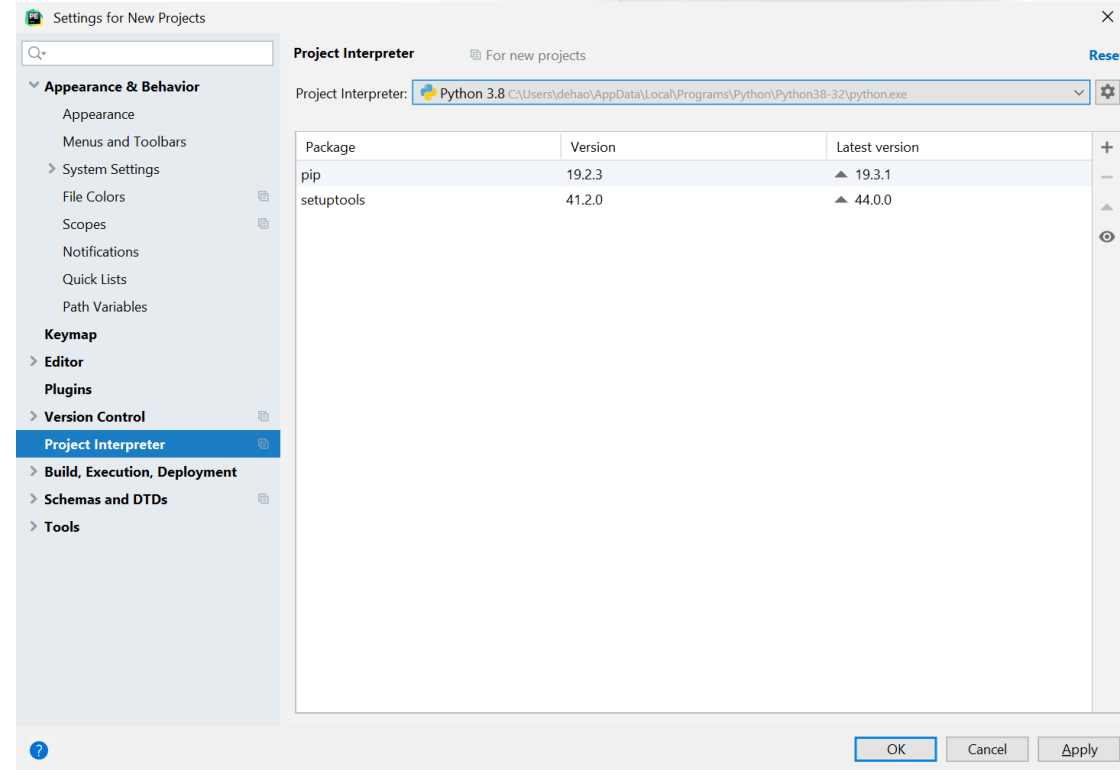 Settings for New Projects
Project Interpreter For new projects Rese
Appearance & Behavior
Project Interpreter: Python 3.8 C:\Users\dehao\AppData\Local\Programs\Python\Python38-32\python.exe
Appearance
Menus and Toolbars
System Settings
File Colors
Scopes
Notifications
Quick Lists
Path Variables
Keymap
Editor
Plugins
Version Control
Project Interpreter
Build, Execution, Deployment
Schemas and DTDs
Tools
Package Version Latest version
pip 19.2.3 19.3.1
setuptools 41.2.0 44.0.0
? OK Cancel Apply